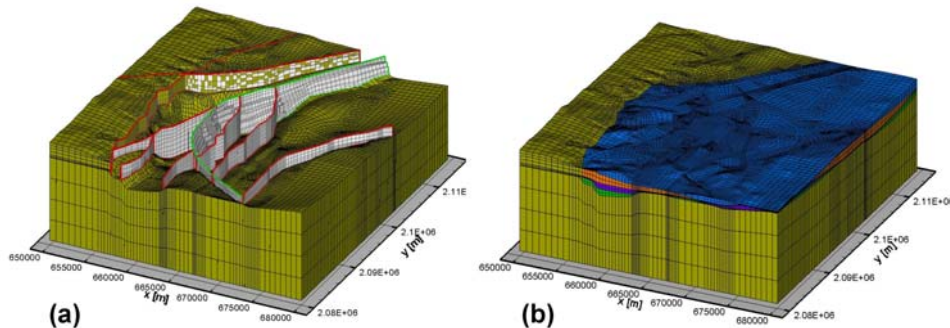 2.11E
2.1E+06
y [m]
2.09E+06
2.08E+06
650000
655000
660000
x [m]
665000
670000
675000
680000
(a)
2.11E+06
2.1E+06
y [m]
2.09E+06
2.08E+06
650000
655000
660000
x [m]
665000
670000
675000
680000
(b)